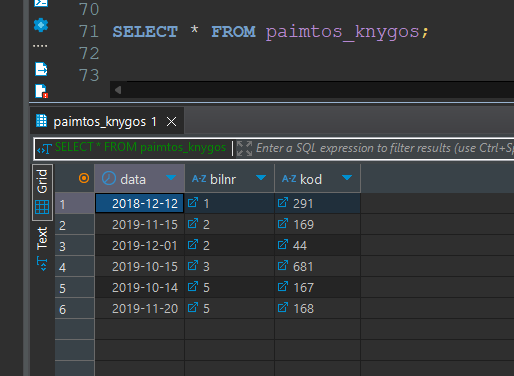 70
71 SELECT * FROM paimtos_knygos;
72
73
paimtos_knygos 1
SELECT * FROM paimtos_knygos Enter a SQL expression to filter results (use Ctrl+Sp
Grid
Text
data A-Z bilnr A-Z kod
1 2018-12-12 1 291
2 2019-11-15 2 169
3 2019-12-01 2 44
4 2019-10-15 3 681
5 2019-10-14 5 167
6 2019-11-20 5 168